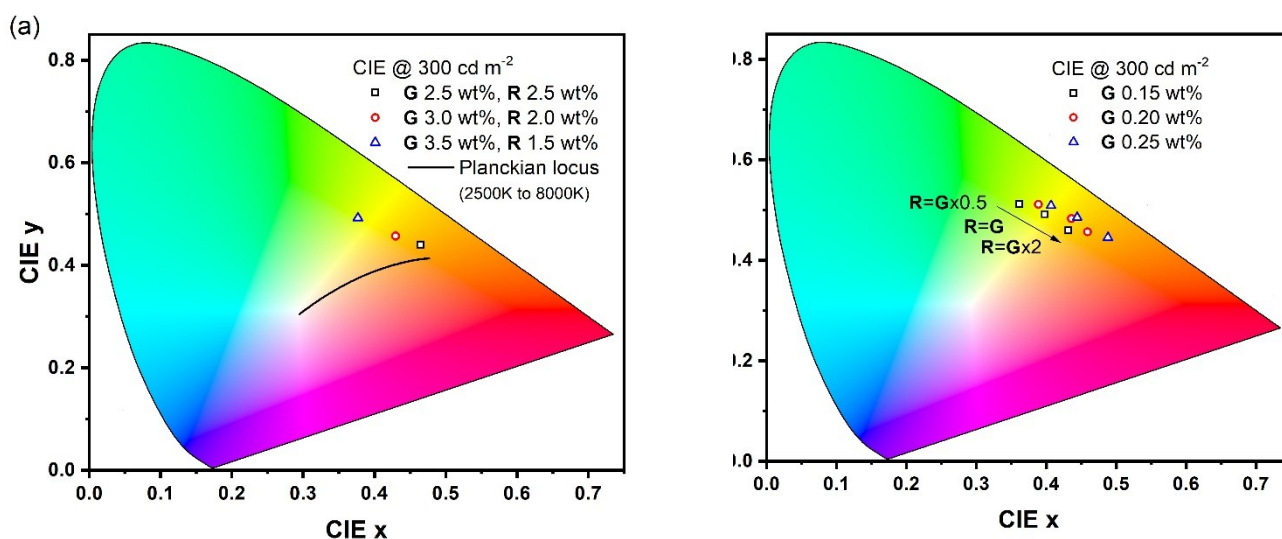 (a)
CIE @ 300 cd m⁻²
G 2.5 wt%, R 2.5 wt%
G 3.0 wt%, R 2.0 wt%
G 3.5 wt%, R 1.5 wt%
Planckian locus
(2500K to 8000K)
0.8
0.6
0.4
0.2
0.0
CIE y
0.0 0.1 0.2 0.3 0.4 0.5 0.6 0.7
CIE x
CIE @ 300 cd m⁻²
G 0.15 wt%
G 0.20 wt%
G 0.25 wt%
R=Gx0.5
R=G
R=Gx2
).8
).6
).4
).2
).0
0.0 0.1 0.2 0.3 0.4 0.5 0.6 0.7
CIE x